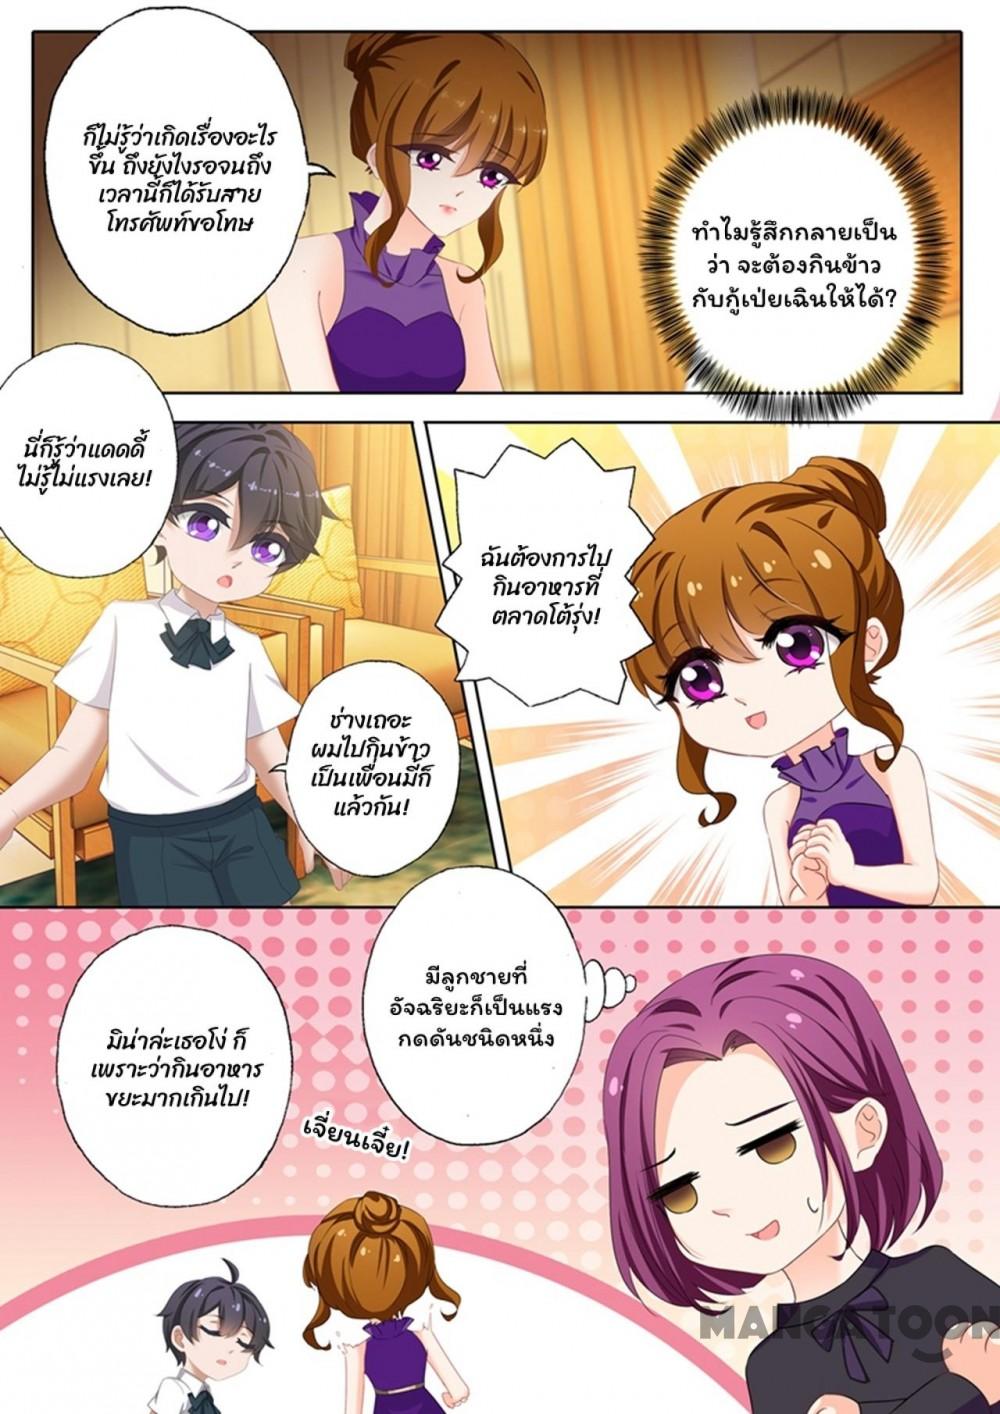 ก็ไม่รู้ว่าเกิดเรื่องอะไร
ขึ้น ถึงยังไงรอจนถึง
เวลานี้ก็ได้รับสาย
โทรศัพท์ขอโทษ
ทำไมรู้สึกกลายเป็น
ว่า จะต้องกินข้าว
กับกู้เป่ยเฉินให้ได้?
นี่ก็รู้ว่าแดดดี้
ไม่รู้ไม่แรงเลย!
ฉันต้องการไป
กินอาหารที่
ตลาดโต้รุ่ง!
ช่างเถอะ
ผมไปกินข้าว
เป็นเพื่อนมี้ก็
แล้วกัน!
มีลูกชายที่
อัจฉริยะก็เป็นแรง
กดดันชนิดหนึ่ง
มิน่าล่ะเธอโง่ ก็
เพราะว่ากินอาหาร
ขยะมากเกินไป!
เจี่ยนเจี๋ย!
MANGATOON